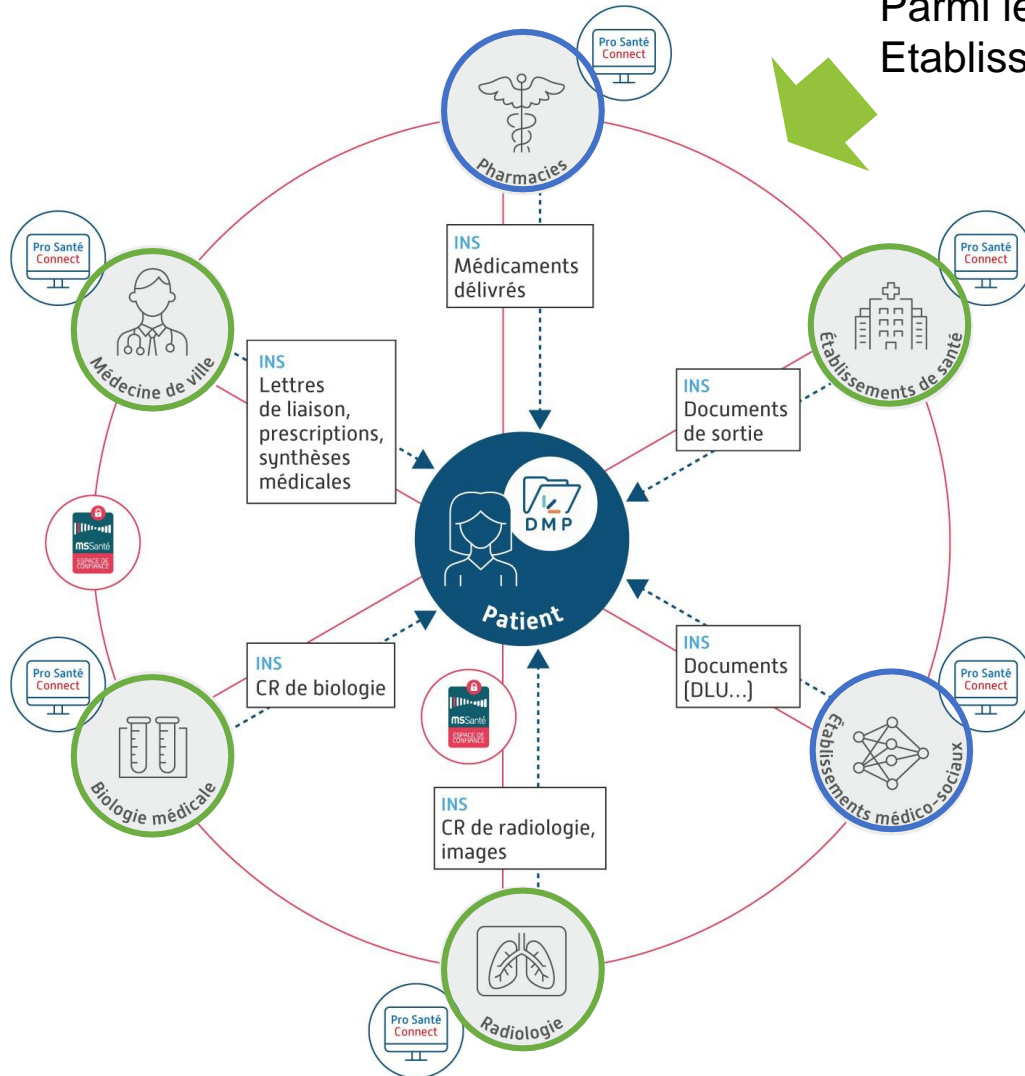 Parmi le
Etabliss
Pro Santé
Connect
Pharmacies
Pro Santé
Connect
Pro Santé
Connect
INS
Médicaments
délivrés
Médecine de ville
Établissements de santé
INS
Lettres
de liaison,
prescriptions,
synthèses
médicales
INS
Documents
de sortie
DMP
msSanté
ESPACE DE
CONFIANCE
Patient
Pro Santé
Connect
INS
CR de biologie
INS
Documents
(DLU...)
Pro Santé
Connect
msSanté
ESPACE DE
CONFIANCE
Biologie médicale
Établissements médico-sociaux
INS
CR de radiologie,
images
Pro Santé
Connect
Radiologie